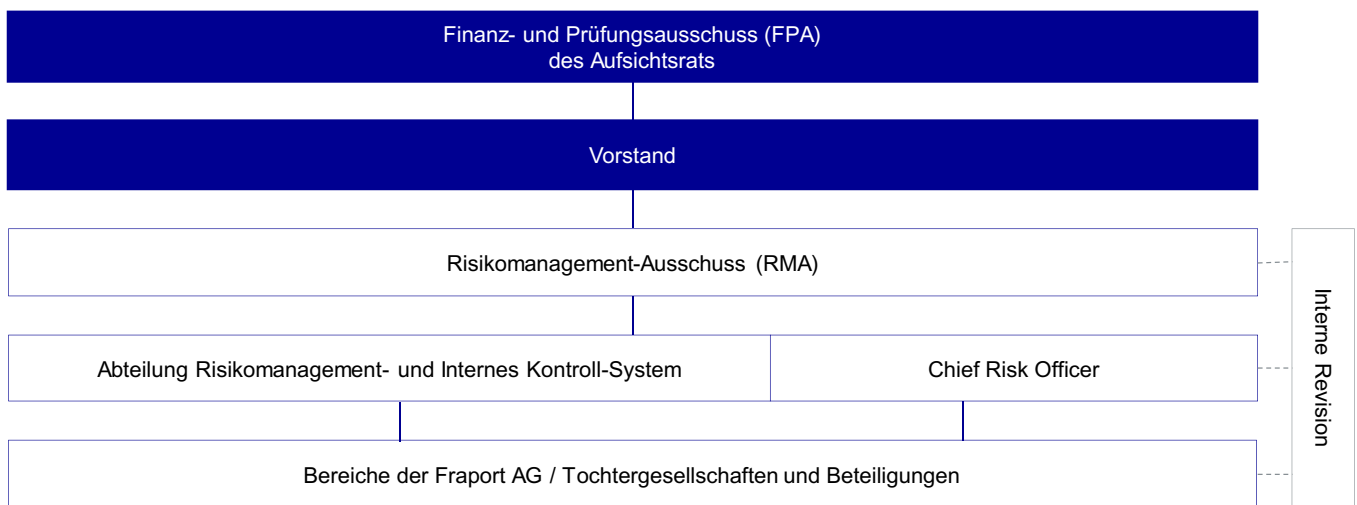 Finanz- und Prüfungsausschuss (FPA)
des Aufsichtsrats
Vorstand
Risikomanagement-Ausschuss (RMA)
Abteilung Risikomanagement- und Internes Kontroll-System
Chief Risk Officer
Bereiche der Fraport AG / Tochtergesellschaften und Beteiligungen
Interne Revision